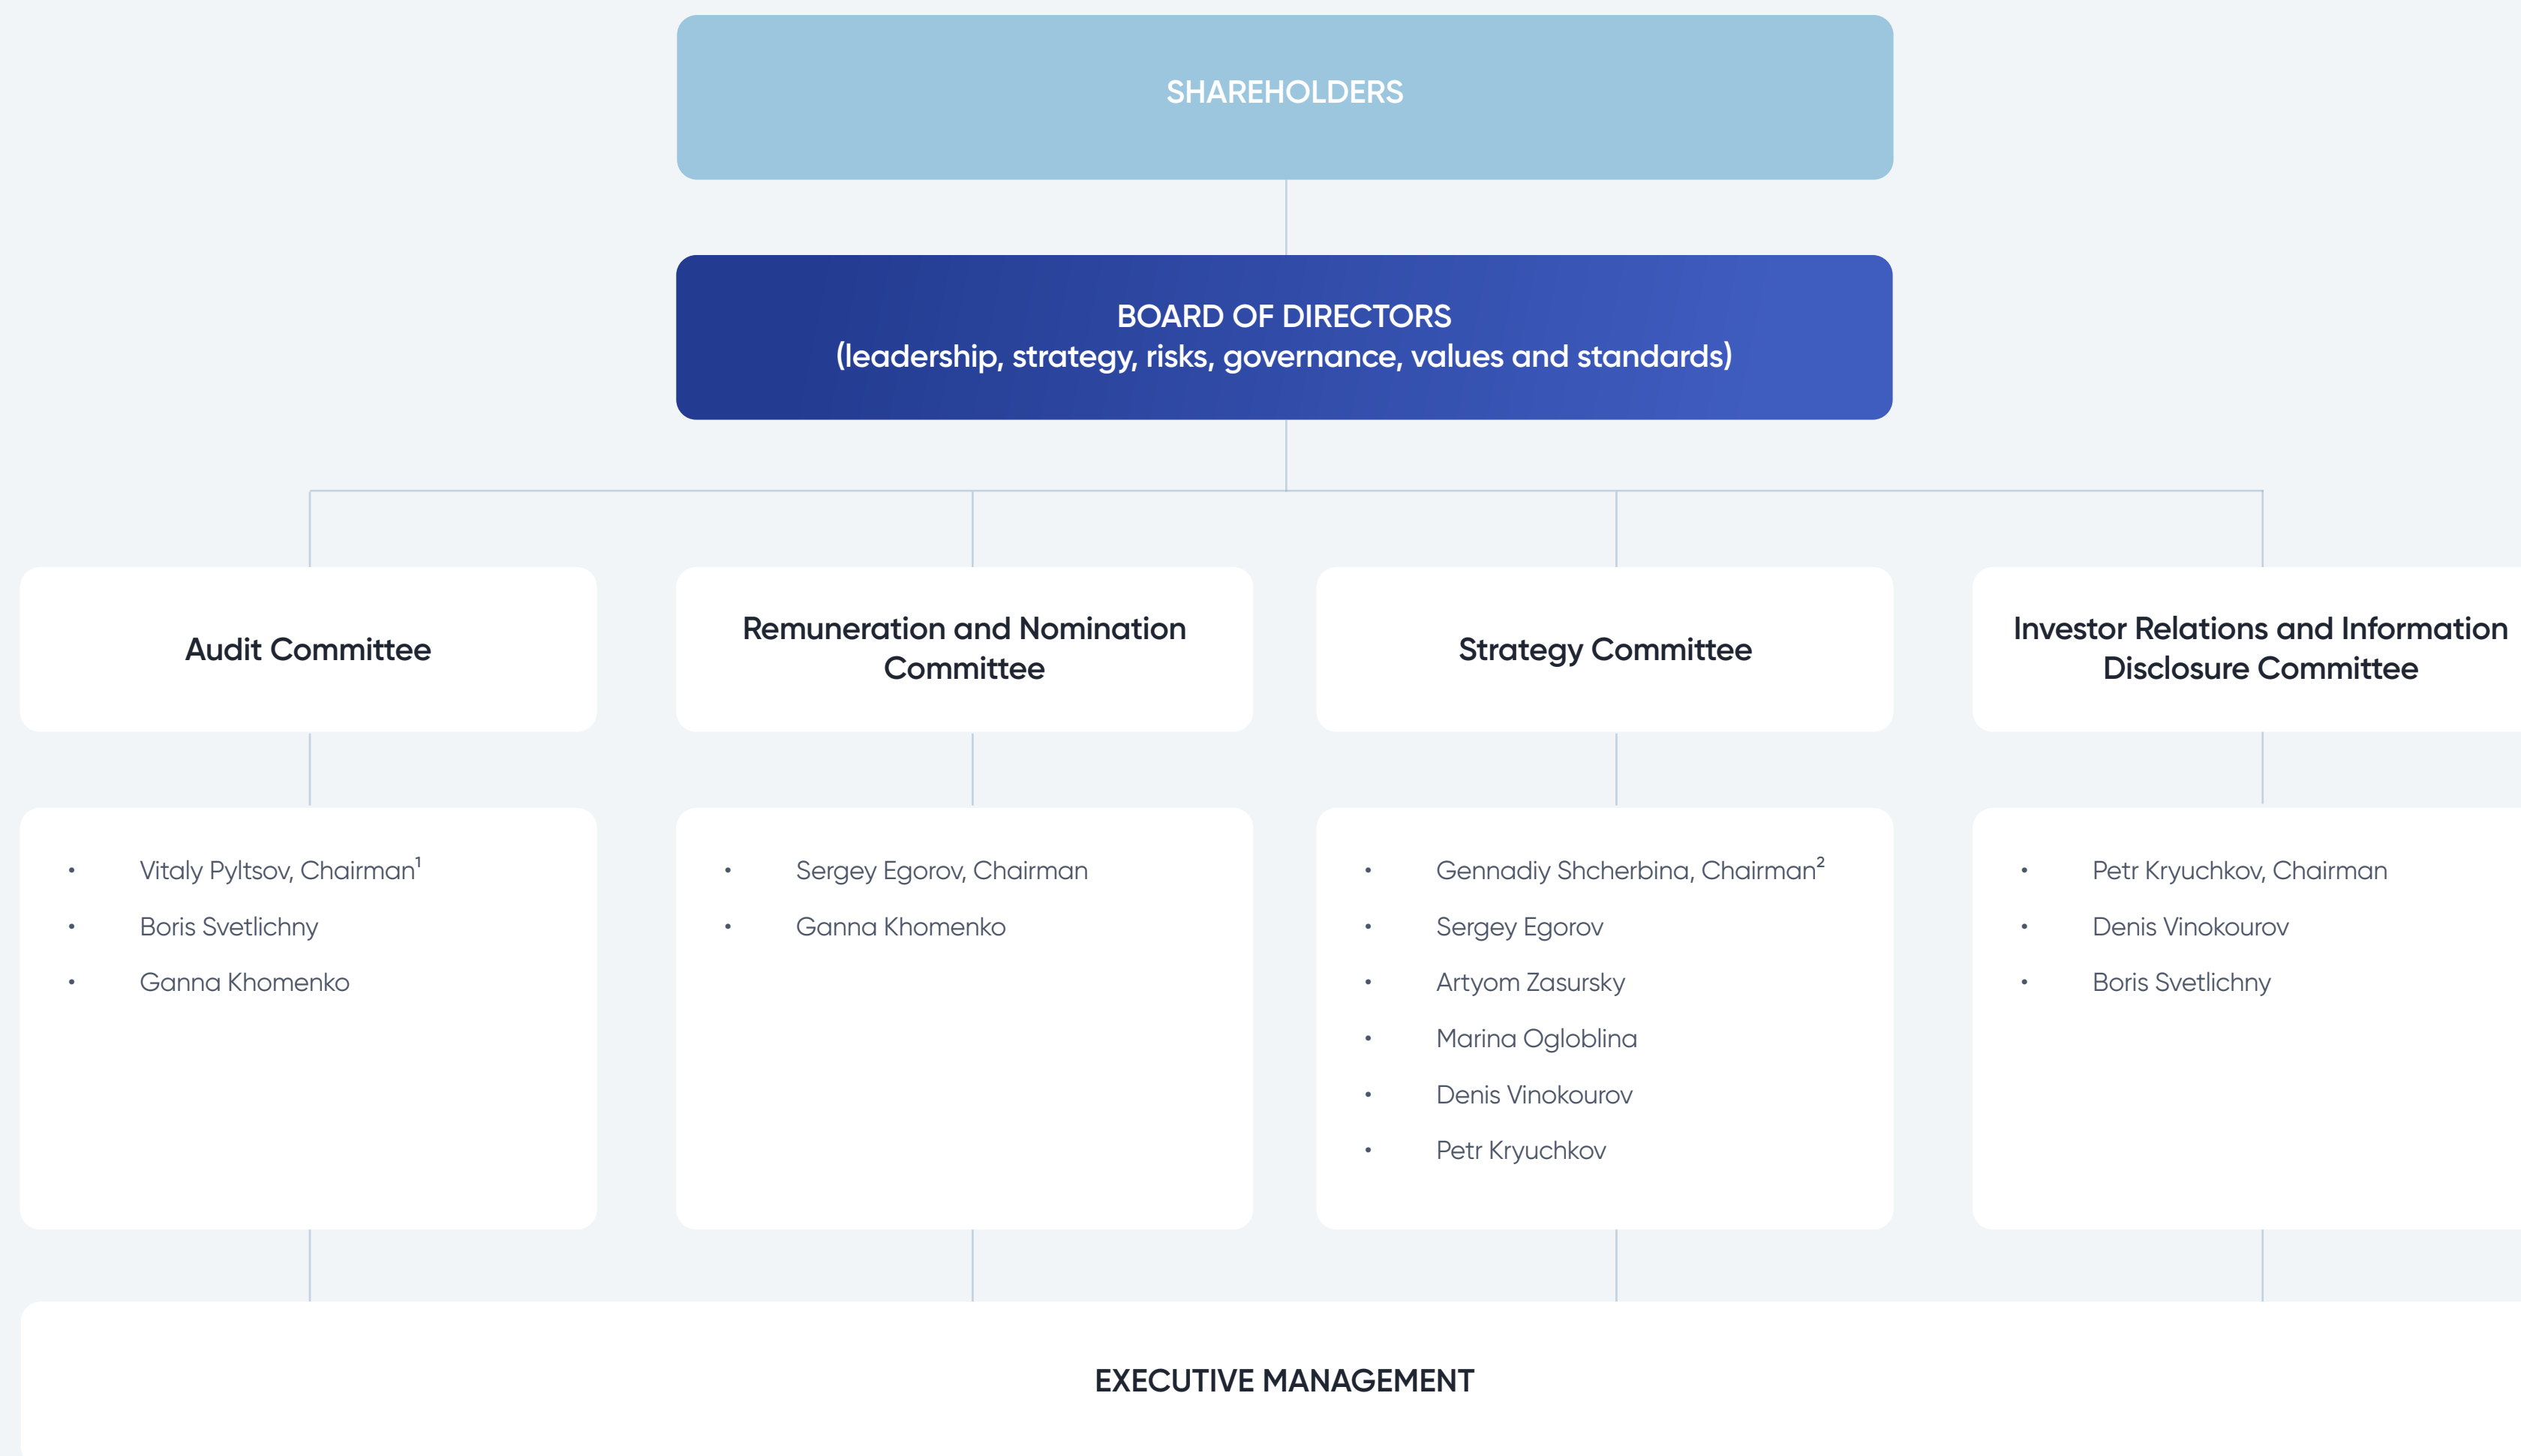 SHAREHOLDERS
BOARD OF DIRECTORS
(leadership, strategy, risks, governance, values and standards)
Audit Committee
Remuneration and Nomination
Committee
Strategy Committee
Investor Relations and Information
Disclosure Committee
• Vitaly Pyltsov, Chairman¹
• Boris Svetlichny
• Ganna Khomenko
• Sergey Egorov, Chairman
• Ganna Khomenko
• Gennadiy Shcherbina, Chairman²
• Sergey Egorov
• Artyom Zasursky
• Marina Ogloblina
• Denis Vinokourov
• Petr Kryuchkov
• Petr Kryuchkov, Chairman
• Denis Vinokourov
• Boris Svetlichny
EXECUTIVE MANAGEMENT